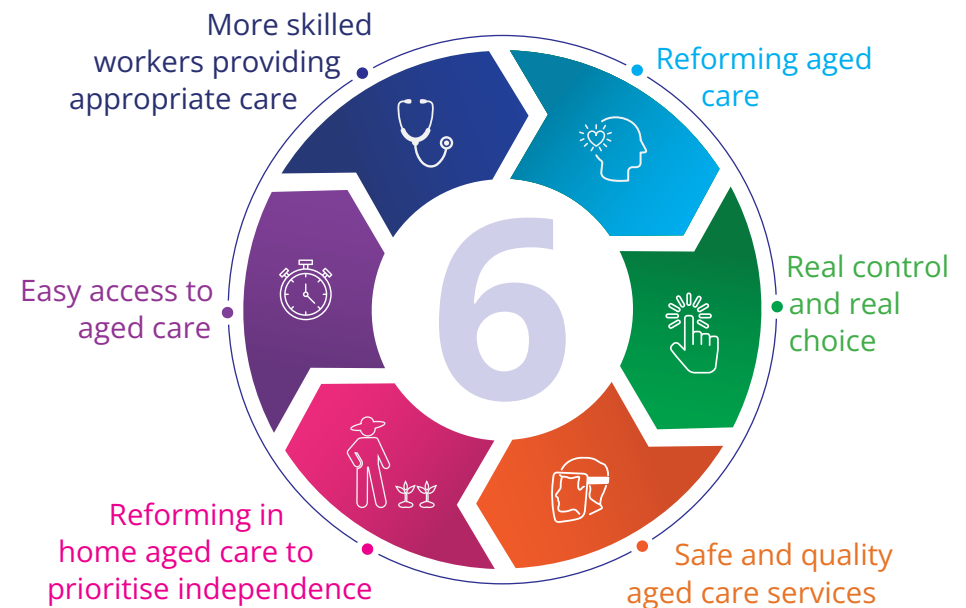 More skilled
workers providing
appropriate care
Reforming aged
care
Real control
and real
choice
Safe and quality
aged care services
Reforming in
home aged care to
prioritise independence
Easy access to
aged care
6